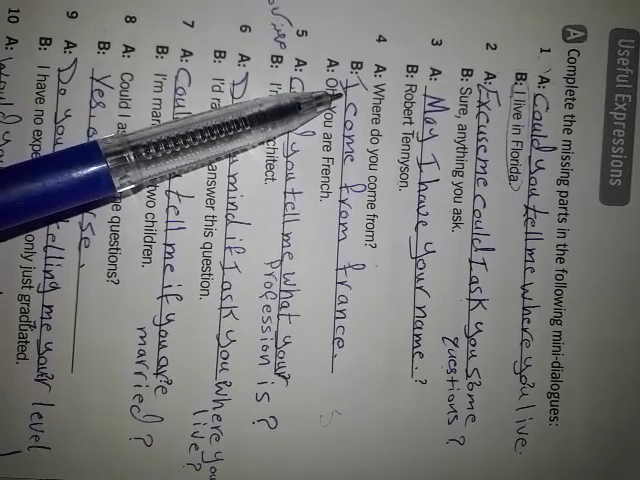 Useful Expressions
A Complete the missing parts in the following mini-dialogues:
1 A: Could you tell me where you live.
B: I live in Florida.
2 A: Excuseme could I ask you some
questions?
B: Sure, anything you ask.
3 A: May I have your name.?
B: Robert Tennyson.
4 A: Where do you come from?
B: I come from france.
A: Oh You are French.
5 A: you tell me what your
profession is?
B: chitect.
6 A: D mind if I ask you where you
live?
B: I'd ra answer this question.
7 A: Coul tell me if you are
married?
B: I'm mar two children.
8 A: Could I as me questions?
B: Yes, o rse.
9 A: Do you telling me your level
B: I have no expe only just graduated.
10 A: Would you